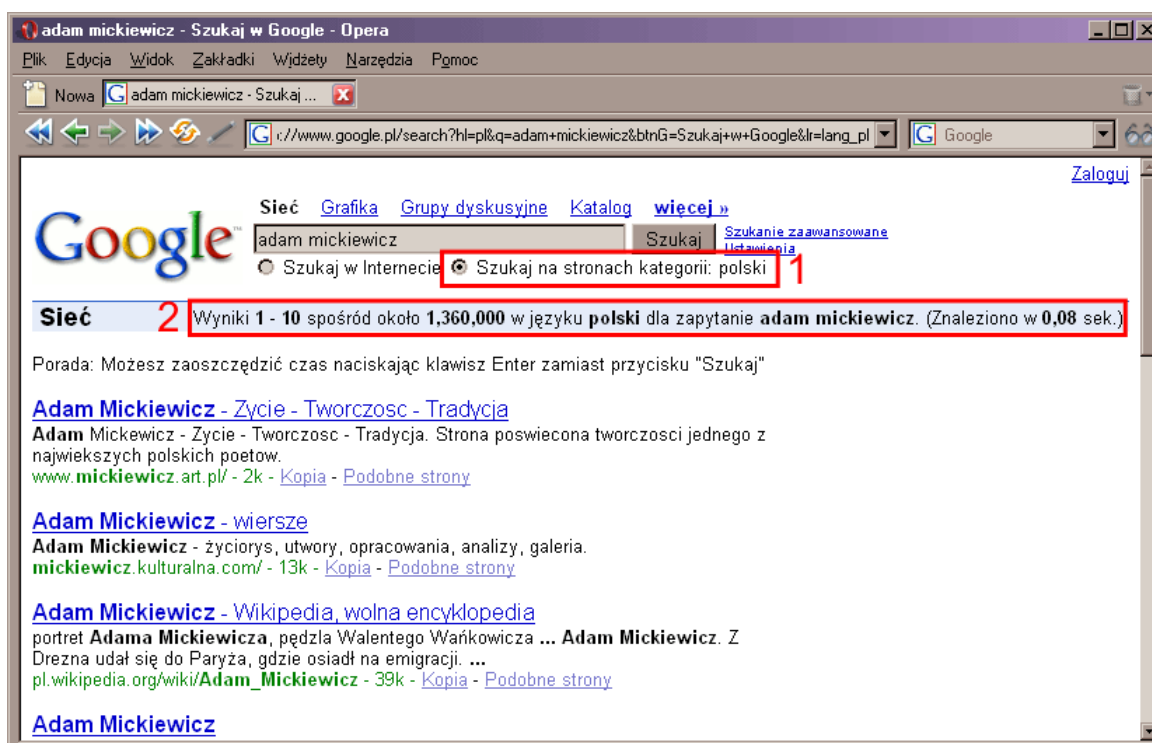 adam mickiewicz - Szukaj w Google - Opera
Plik Edycja Widok Zakładki Widżety Narzędzia Pomoc
Nowa adam mickiewicz - Szukaj ...
://www.google.pl/search?hl=pl&q=adam+mickiewicz&btnG=Szukaj+w+Google&lr=lang_pl Google
Zaloguj
Sieć Grafika Grupy dyskusyjne Katalog więcej »
Google™ adam mickiewicz Szukaj Szukanie zaawansowane
Ustawienia
Szukaj w Internecie Szukaj na stronach kategorii: polski 1
Sieć 2 Wyniki 1 - 10 spośród około 1,360,000 w języku polski dla zapytanie adam mickiewicz. (Znaleziono w 0,08 sek.)
Porada: Możesz zaoszczędzić czas naciskając klawisz Enter zamiast przycisku "Szukaj"
Adam Mickiewicz - Zycie - Tworczosc - Tradycja
Adam Mickewicz - Zycie - Tworczosc - Tradycja. Strona poswiecona tworczosci jednego z
najwiekszych polskich poetow.
www.mickiewicz.art.pl/ - 2k - Kopia - Podobne strony
Adam Mickiewicz - wiersze
Adam Mickiewicz - życiorys, utwory, opracowania, analizy, galeria.
mickiewicz.kulturalna.com/ - 13k - Kopia - Podobne strony
Adam Mickiewicz - Wikipedia, wolna encyklopedia
portret Adama Mickiewicza, pędzla Walentego Wańkowicza ... Adam Mickiewicz. Z
Drezna udał się do Paryża, gdzie osiadł na emigracji. ...
pl.wikipedia.org/wiki/Adam_Mickiewicz - 39k - Kopia - Podobne strony
Adam Mickiewicz